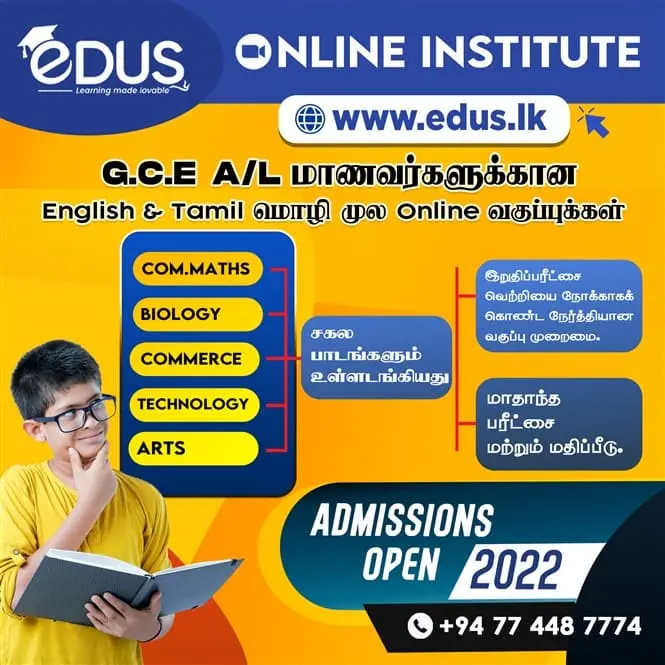 eDUS
Learning made lovable
ONLINE INSTITUTE
www.edus.lk
G.C.E A/L மாணவர்களுக்கான
English & Tamil மொழி மூல Online வகுப்புக்கள்
COM.MATHS
BIOLOGY
COMMERCE
TECHNOLOGY
ARTS
சகல
பாடங்களும்
உள்ளடங்கியது
இறுதிப்பரீட்சை
வெற்றியை நோக்காகக்
கொண்ட நேர்த்தியான
வகுப்பு முறைமை.
மாதாந்த
பரீட்சை
மற்றும் மதிப்பீடு.
ADMISSIONS
OPEN 2022
+94 77 448 7774